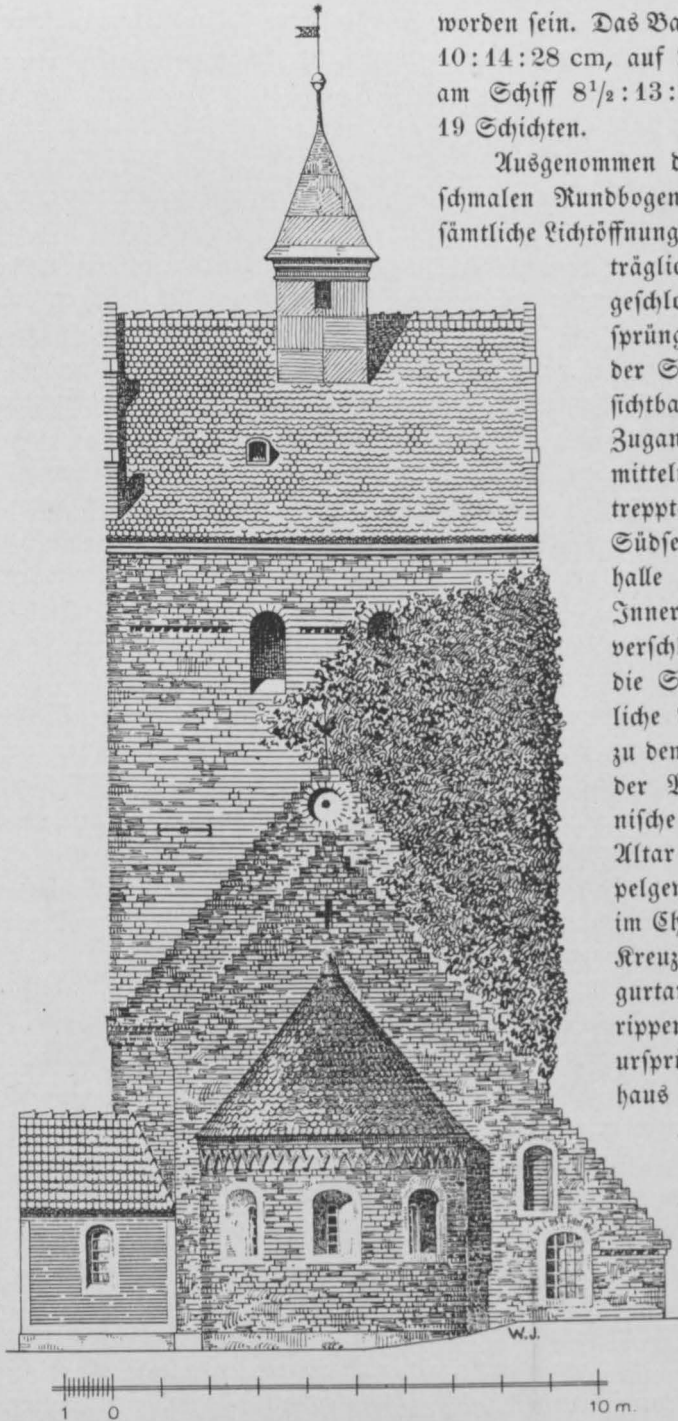 worden sein. Das Ba
10:14:28 cm, auf
am Schiff 8½:13:
19 Schichten.
Ausgenommen d
schmalen Rundbogen
sämtliche Lichtöffnung
träglic
geschlo
sprüng
der S
sichtba
Zugan
mittel
treppt
Südse
halle
Inner
versch
die S
liche
zu den
der
nische
Altar
pelgen
im Ch
Kreuz
gurta
rippen
urspr
haus
W.J.
1 0 10 m.